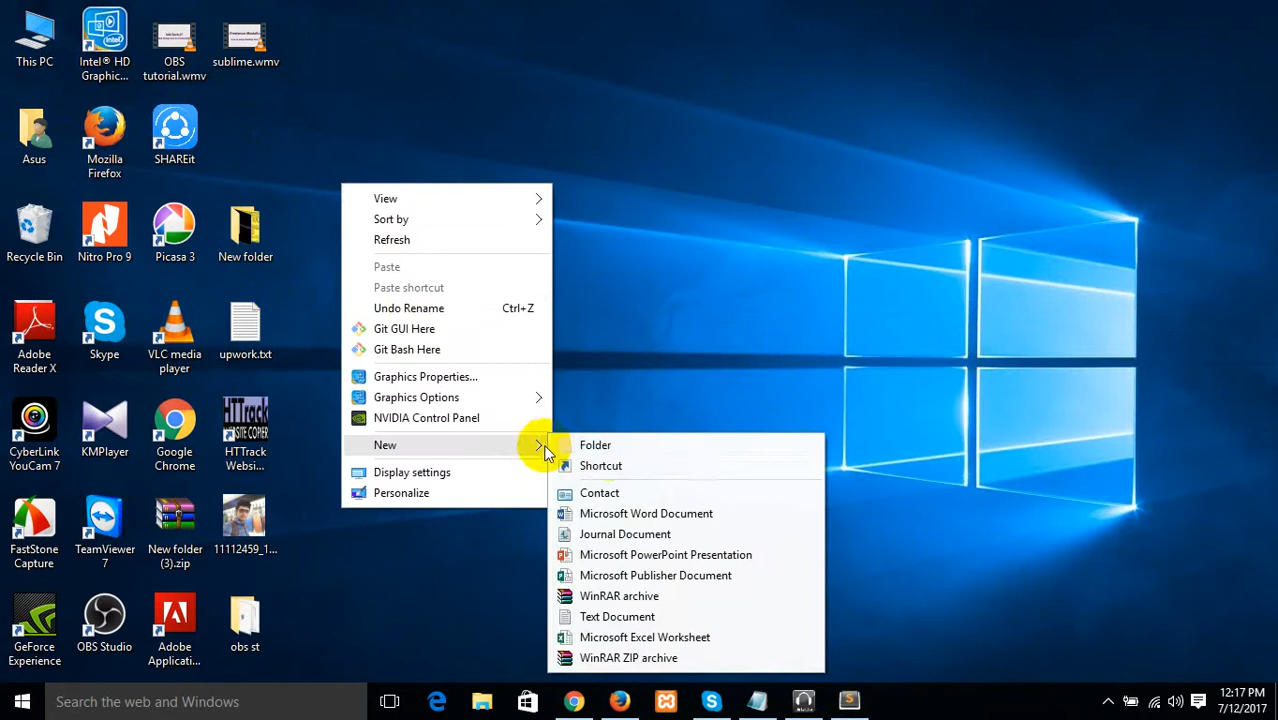 This PC
Intel® HD
Graphic...
OBS
tutorial.wmv
sublime.wmv
Asus
Mozilla
Firefox
SHAREit
Recycle Bin
Nitro Pro 9
Picasa 3
New folder
Adobe
Reader X
Skype
VLC media
player
upwork.txt
CyberLink
YouCam 7
KMPlayer
Google
Chrome
HTTrack
Websi...
FastStone
Capture
TeamViewer
7
New folder
(3).zip
11112459_1...
GeForce
Experience
OBS Studio
Adobe
Applicati...
obs st
View
Sort by
Refresh
Paste
Paste shortcut
Undo Rename Ctrl+Z
Git GUI Here
Git Bash Here
Graphics Properties...
Graphics Options
NVIDIA Control Panel
New
Display settings
Personalize
Folder
Shortcut
Contact
Microsoft Word Document
Journal Document
Microsoft PowerPoint Presentation
Microsoft Publisher Document
WinRAR archive
Text Document
Microsoft Excel Worksheet
WinRAR ZIP archive
Search the web and Windows
12:17 PM
7/12/2017